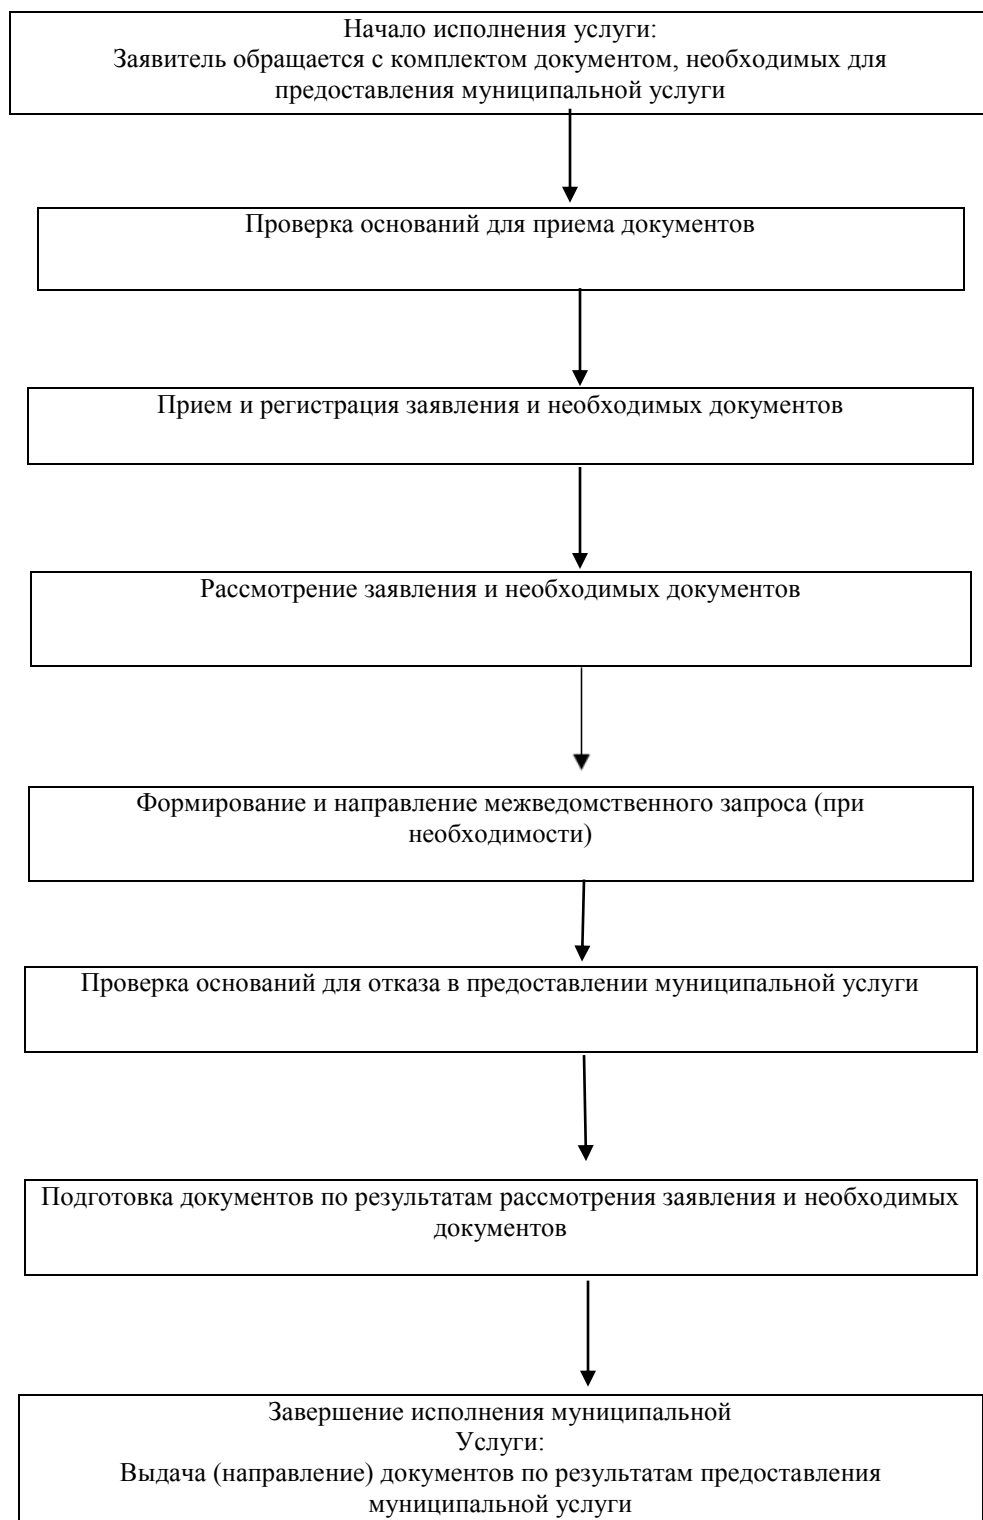 Начало исполнения услуги:
Заявитель обращается с комплектом документом, необходимых для
предоставления муниципальной услуги
Проверка оснований для приема документов
Прием и регистрация заявления и необходимых документов
Рассмотрение заявления и необходимых документов
Формирование и направление межведомственного запроса (при
необходимости)
Проверка оснований для отказа в предоставлении муниципальной услуги
Подготовка документов по результатам рассмотрения заявления и необходимых
документов
Завершение исполнения муниципальной
Услуги:
Выдача (направление) документов по результатам предоставления
муниципальной услуги